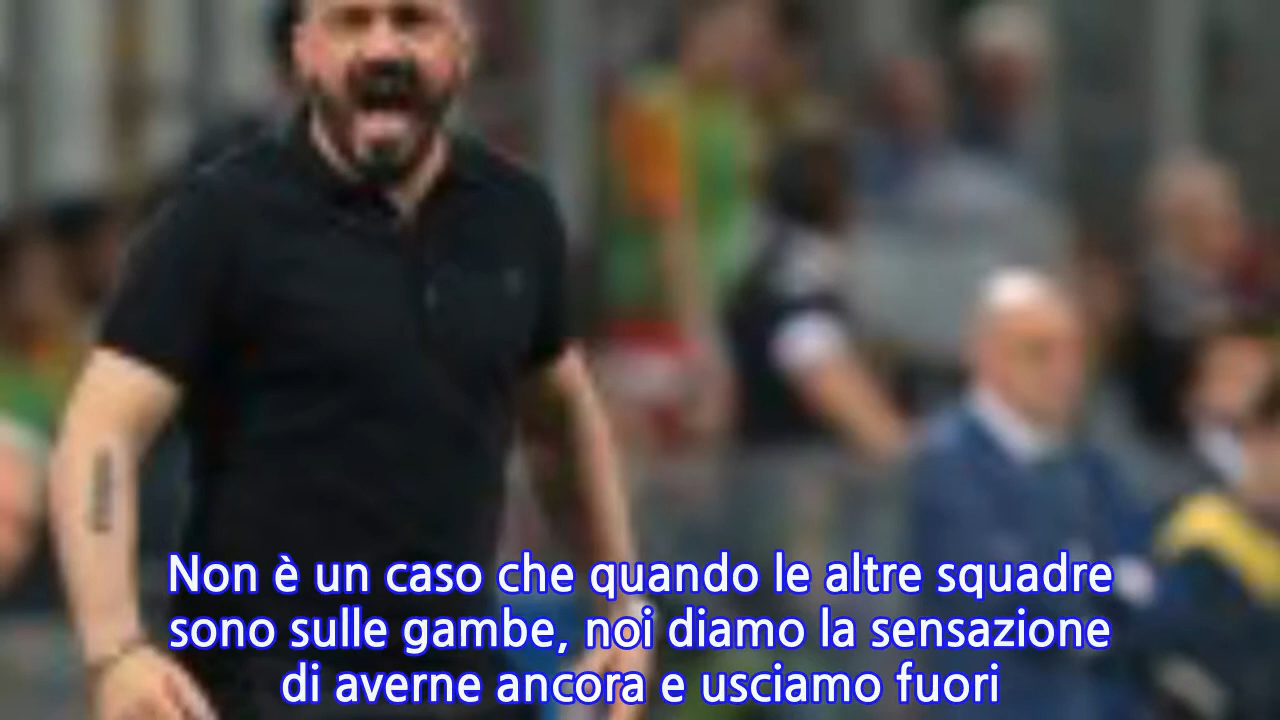 Non è un caso che quando le altre squadre
sono sulle gambe, noi diamo la sensazione
di averne ancora e usciamo fuori